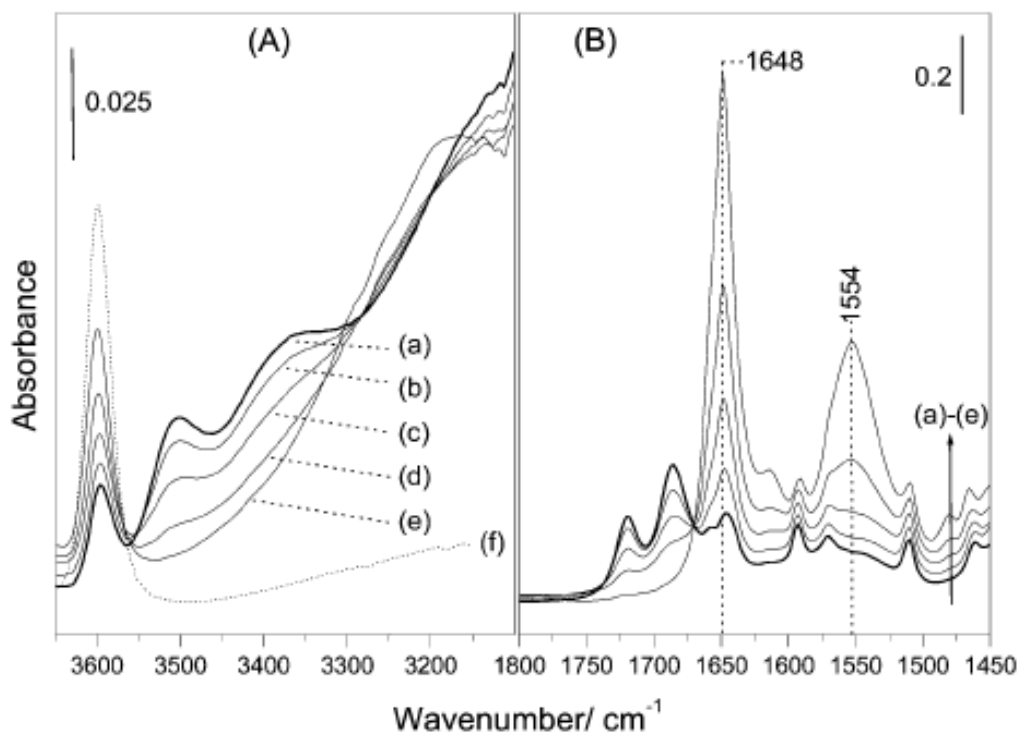 (A)
(B)
0.025
0.2
1648
1554
(a)
(b)
(c)
(d)
(e)
(f)
(a)-(e)
Absorbance
3600 3500 3400 3300 3200 1800 1750 1700 1650 1600 1550 1500 1450
Wavenumber/ cm⁻¹